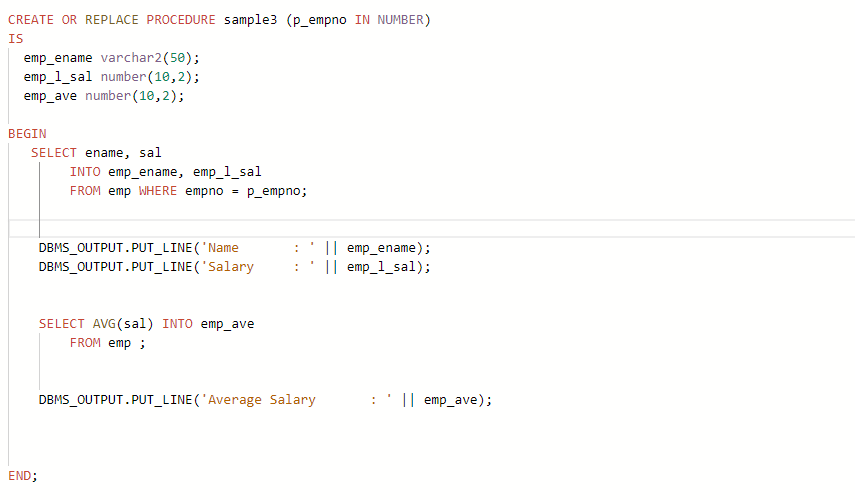 CREATE OR REPLACE PROCEDURE sample3 (p_empno IN NUMBER)
IS
  emp_ename varchar2(50);
  emp_l_sal number(10,2);
  emp_ave number(10,2);
BEGIN
   SELECT ename, sal
        INTO emp_ename, emp_l_sal
        FROM emp WHERE empno = p_empno;
    DBMS_OUTPUT.PUT_LINE('Name       : ' || emp_ename);
    DBMS_OUTPUT.PUT_LINE('Salary     : ' || emp_l_sal);
    SELECT AVG(sal) INTO emp_ave
        FROM emp ;
    DBMS_OUTPUT.PUT_LINE('Average Salary       : ' || emp_ave);
END;